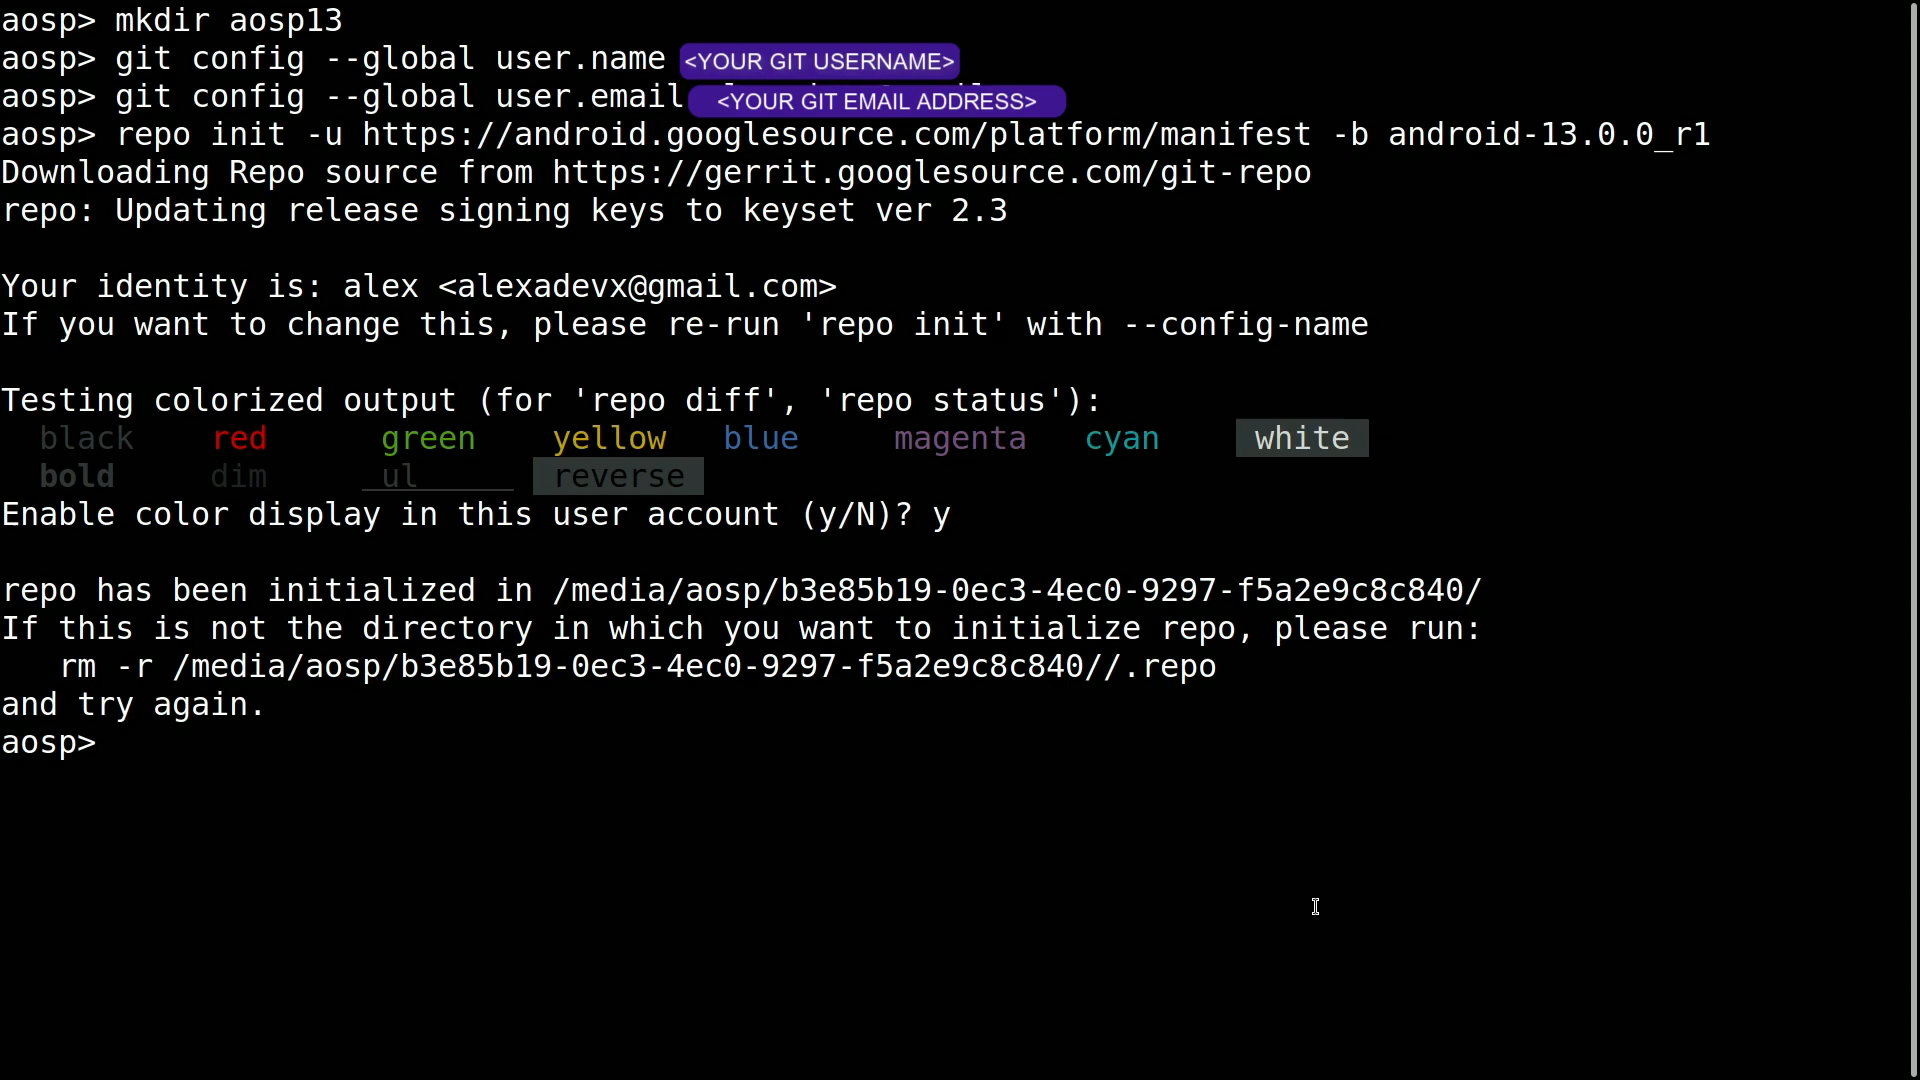 aosp> mkdir aosp13
aosp> git config --global user.name <YOUR GIT USERNAME>
aosp> git config --global user.email <YOUR GIT EMAIL ADDRESS>
aosp> repo init -u https://android.googlesource.com/platform/manifest -b android-13.0.0_r1
Downloading Repo source from https://gerrit.googlesource.com/git-repo
repo: Updating release signing keys to keyset ver 2.3
Your identity is: alex <alexadevx@gmail.com>
If you want to change this, please re-run 'repo init' with --config-name
Testing colorized output (for 'repo diff', 'repo status'):
black red green yellow blue magenta cyan white
bold dim ul reverse
Enable color display in this user account (y/N)? y
repo has been initialized in /media/aosp/b3e85b19-0ec3-4ec0-9297-f5a2e9c8c840/
If this is not the directory in which you want to initialize repo, please run:
rm -r /media/aosp/b3e85b19-0ec3-4ec0-9297-f5a2e9c8c840//.repo
and try again.
aosp>